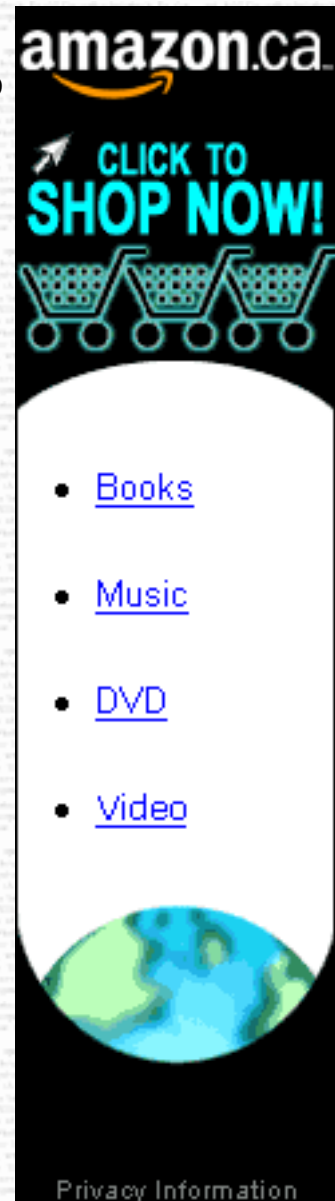 amazon.ca
CLICK TO
SHOP NOW!
• Books
• Music
• DVD
• Video
Privacy Information